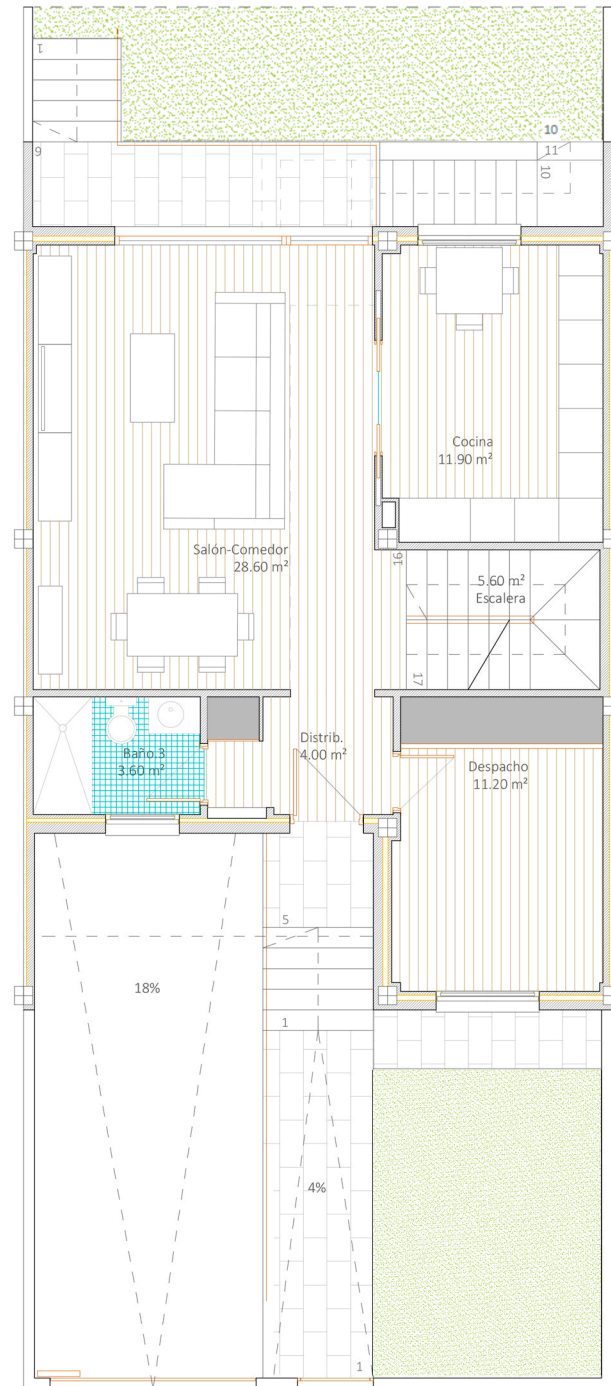 1
10
9
11
10
Cocina
11.90 m²
Salón-Comedor
28.60 m²
16
5.60 m²
Escalera
17
Distrib.
4.00 m²
Baño 3
3.60 m²
Despacho
11.20 m²
5
18%
1
4%
1